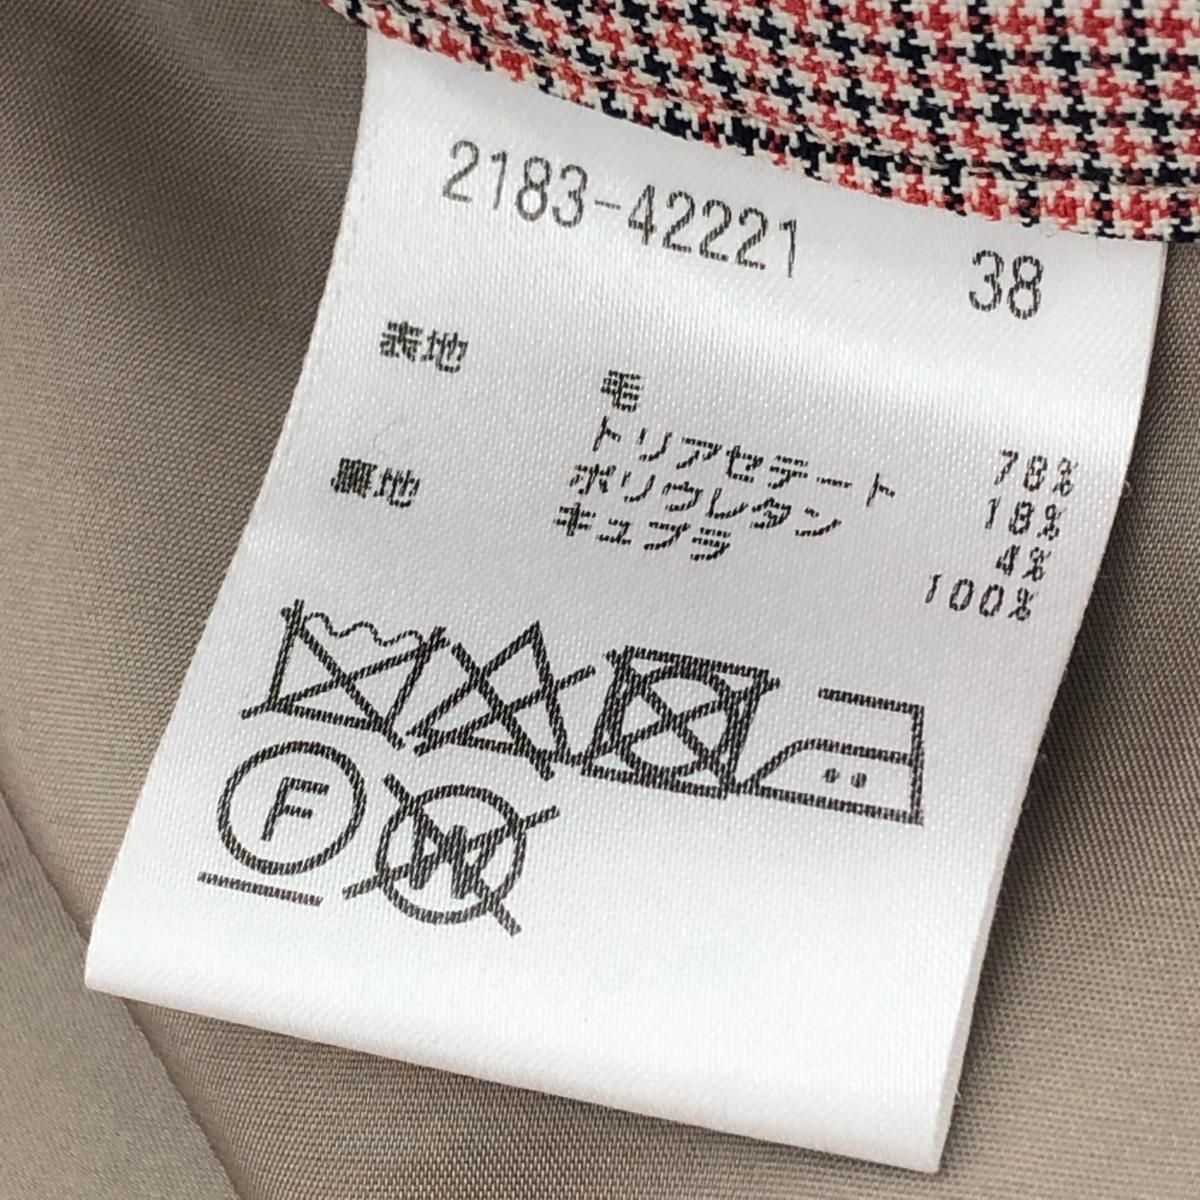 2183-42221 38
表地 毛 78%
トリアセテート 18%
ポリウレタン 4%
裏地 キュプラ 100%
F
W